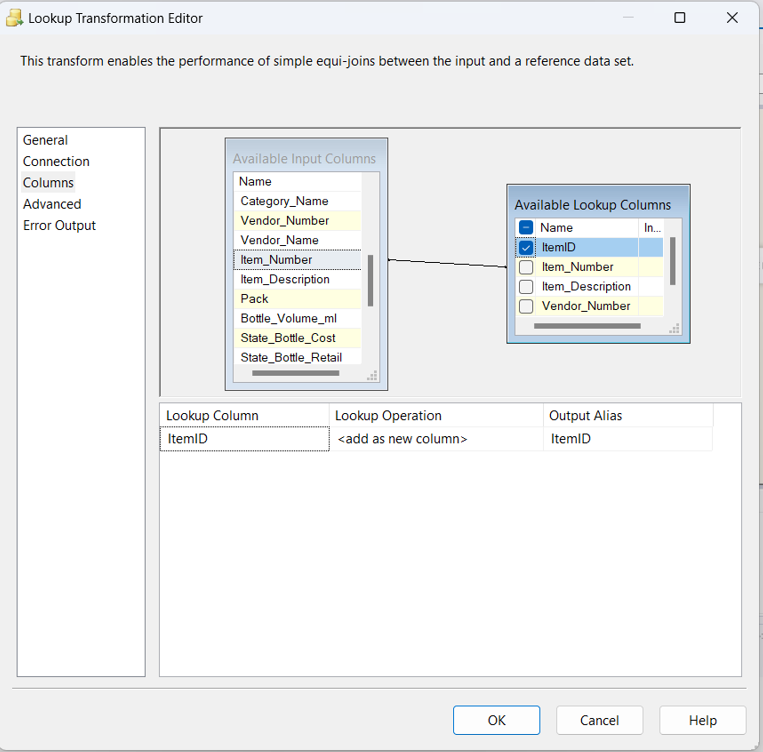 Lookup Transformation Editor
This transform enables the performance of simple equi-joins between the input and a reference data set.
General
Connection
Columns
Advanced
Error Output
Available Input Columns
Name
Category_Name
Vendor_Number
Vendor_Name
Item_Number
Item_Description
Pack
Bottle_Volume_ml
State_Bottle_Cost
State_Bottle_Retail
Available Lookup Columns
Name In...
ItemID
Item_Number
Item_Description
Vendor_Number
Lookup Column Lookup Operation Output Alias
ItemID <add as new column> ItemID
OK Cancel Help